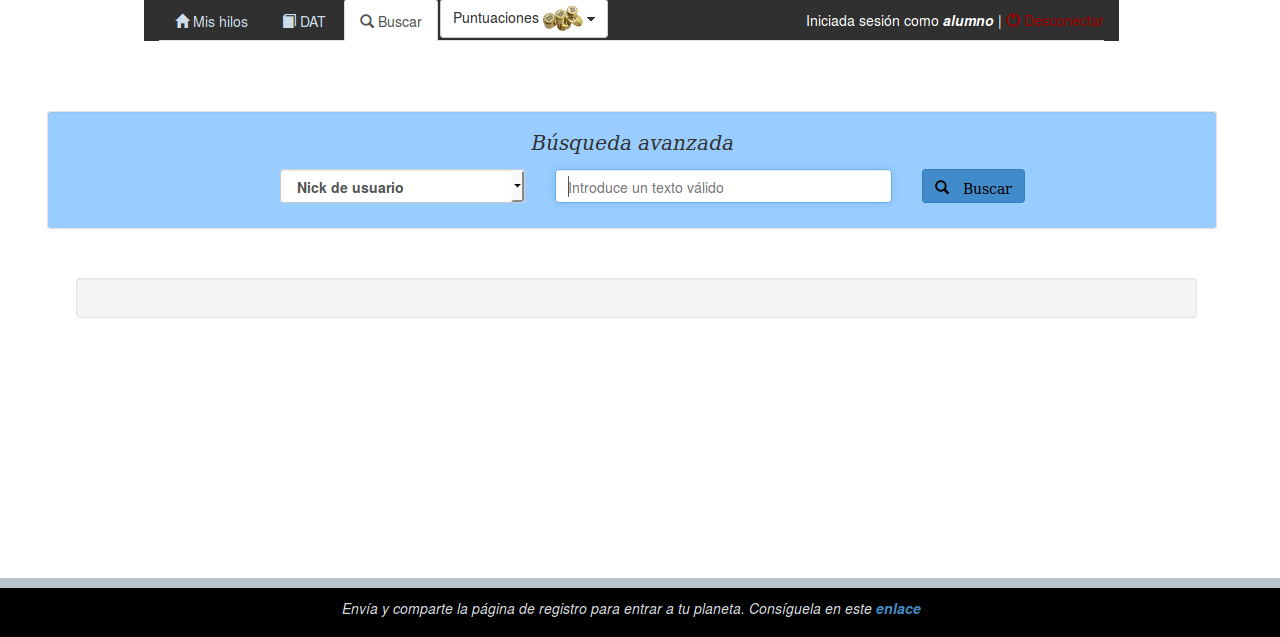 Mis hilos DAT Buscar Puntuaciones Iniciada sesión como alumno | Desconectar
Búsqueda avanzada
Nick de usuario Introduce un texto válido Buscar
Envía y comparte la página de registro para entrar a tu planeta. Consíguela en este enlace